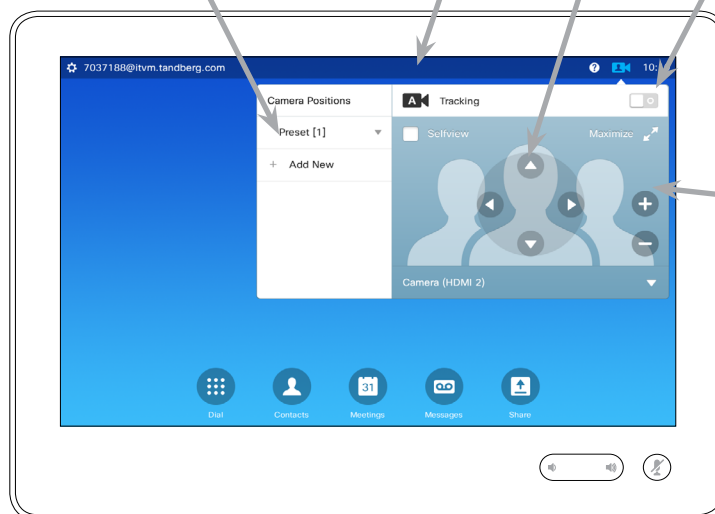 7037188@itvm.tandberg.com
?
10:
Camera Positions
A
Tracking
Preset [1]
Selfview
Maximize
+ Add New
Camera (HDMI 2)
31
Dial
Contacts
Meetings
Messages
Share